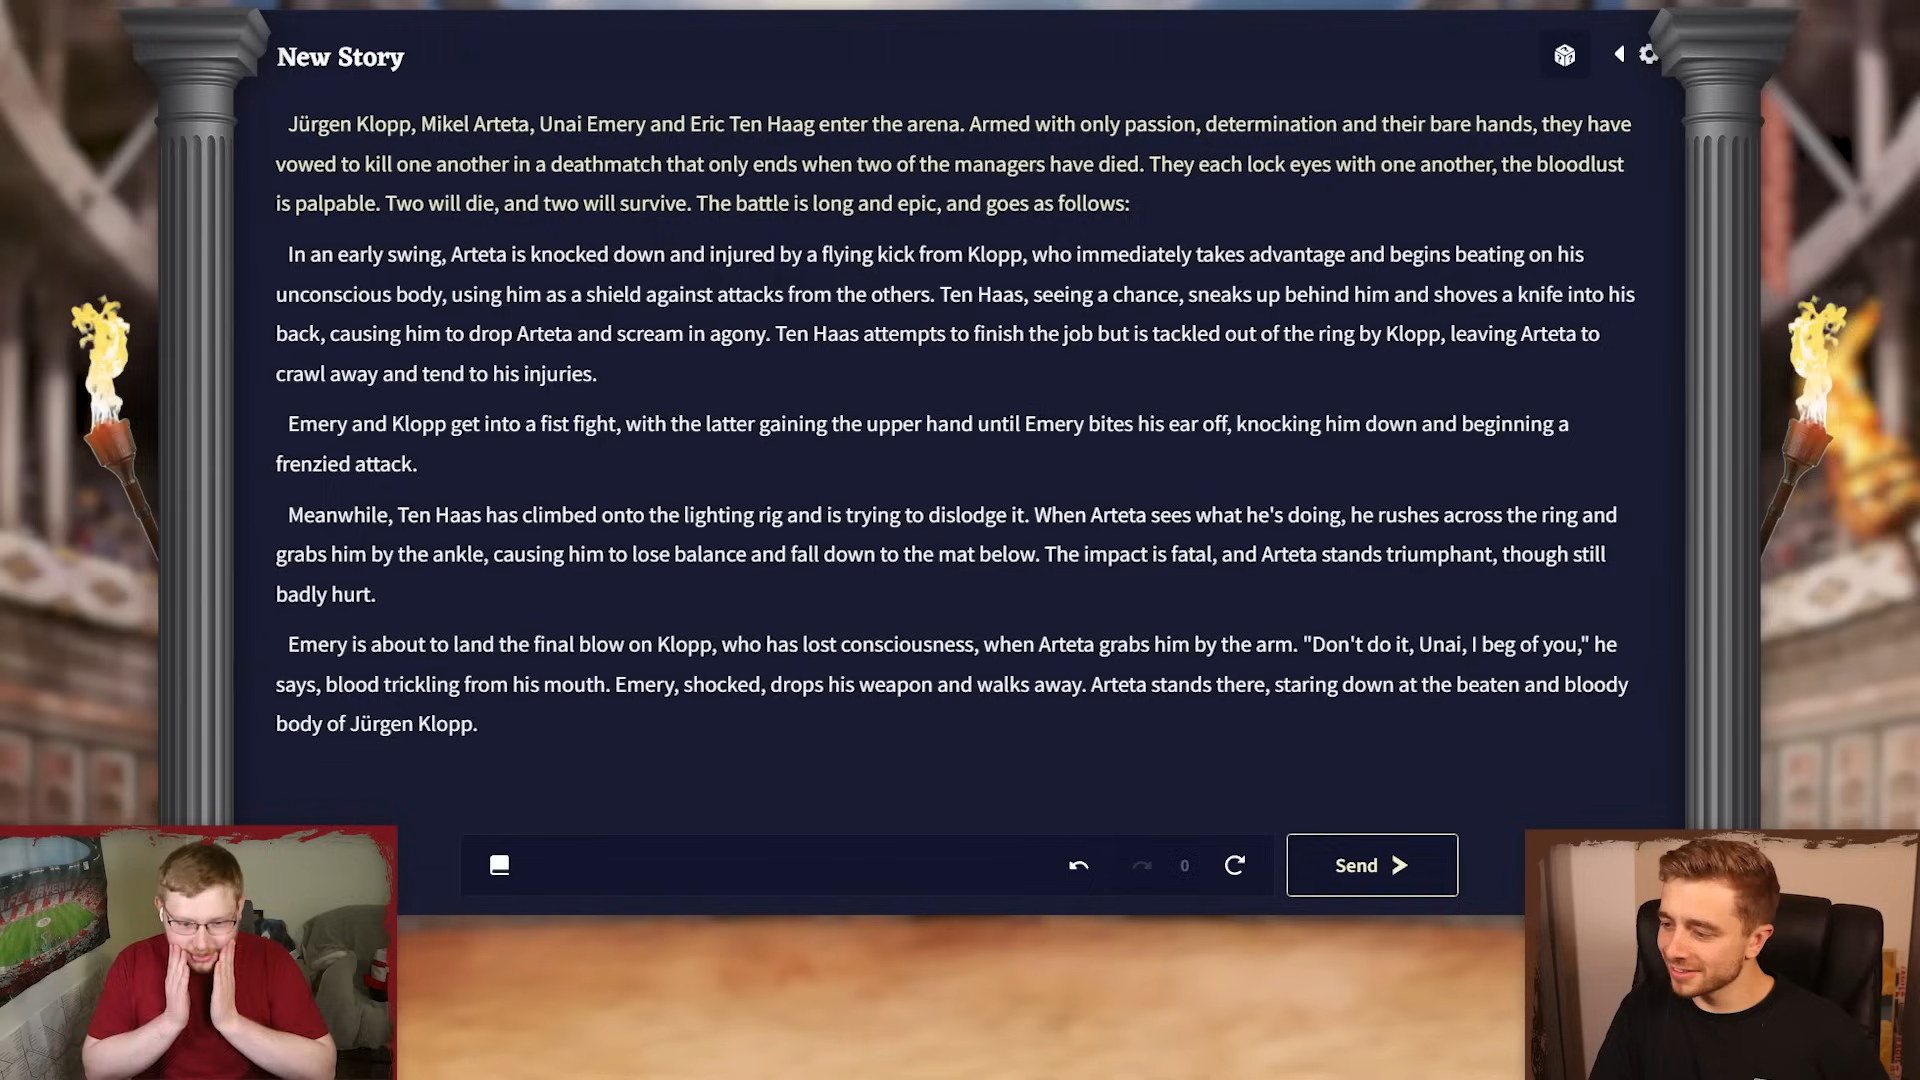 New Story
Jürgen Klopp, Mikel Arteta, Unai Emery and Eric Ten Haag enter the arena. Armed with only passion, determination and their bare hands, they have
vowed to kill one another in a deathmatch that only ends when two of the managers have died. They each lock eyes with one another, the bloodlust
is palpable. Two will die, and two will survive. The battle is long and epic, and goes as follows:
In an early swing, Arteta is knocked down and injured by a flying kick from Klopp, who immediately takes advantage and begins beating on his
unconscious body, using him as a shield against attacks from the others. Ten Haas, seeing a chance, sneaks up behind him and shoves a knife into his
back, causing him to drop Arteta and scream in agony. Ten Haas attempts to finish the job but is tackled out of the ring by Klopp, leaving Arteta to
crawl away and tend to his injuries.
Emery and Klopp get into a fist fight, with the latter gaining the upper hand until Emery bites his ear off, knocking him down and beginning a
frenzied attack.
Meanwhile, Ten Haas has climbed onto the lighting rig and is trying to dislodge it. When Arteta sees what he's doing, he rushes across the ring and
grabs him by the ankle, causing him to lose balance and fall down to the mat below. The impact is fatal, and Arteta stands triumphant, though still
badly hurt.
Emery is about to land the final blow on Klopp, who has lost consciousness, when Arteta grabs him by the arm. "Don't do it, Unai, I beg of you," he
says, blood trickling from his mouth. Emery, shocked, drops his weapon and walks away. Arteta stands there, staring down at the beaten and bloody
body of Jürgen Klopp.
0
Send